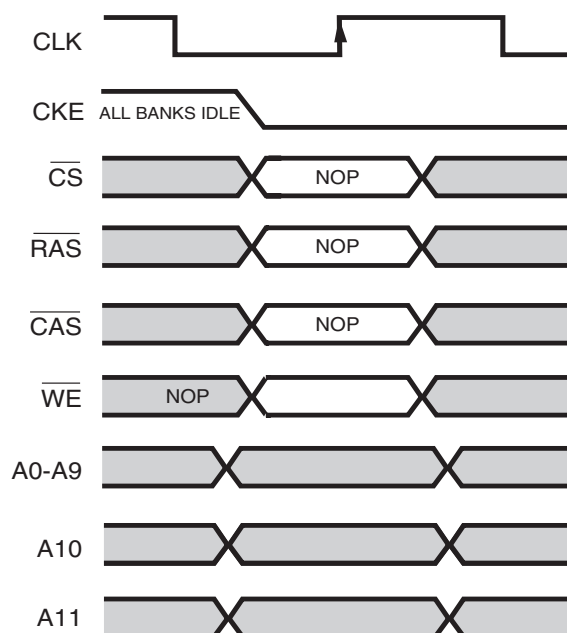 CLK
CKE ALL BANKS IDLE
CS NOP
RAS NOP
CAS NOP
WE NOP
A0-A9
A10
A11